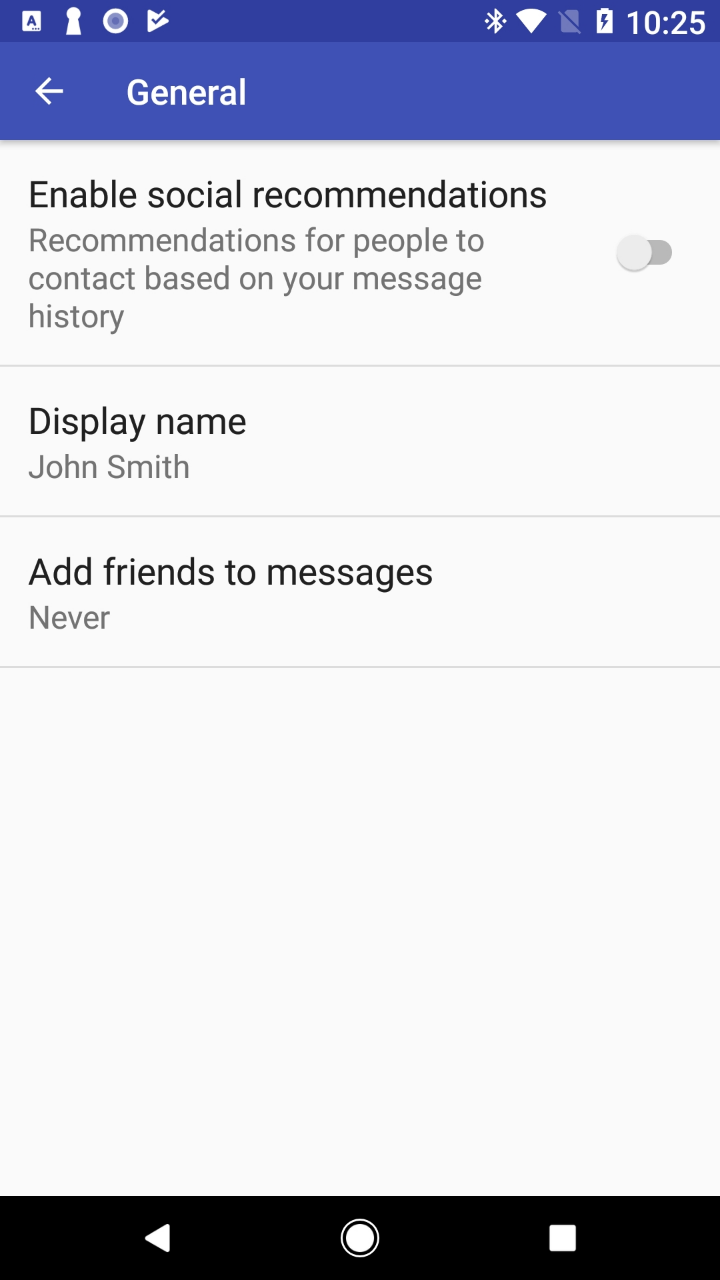 10:25
General
Enable social recommendations
Recommendations for people to
contact based on your message
history
Display name
John Smith
Add friends to messages
Never